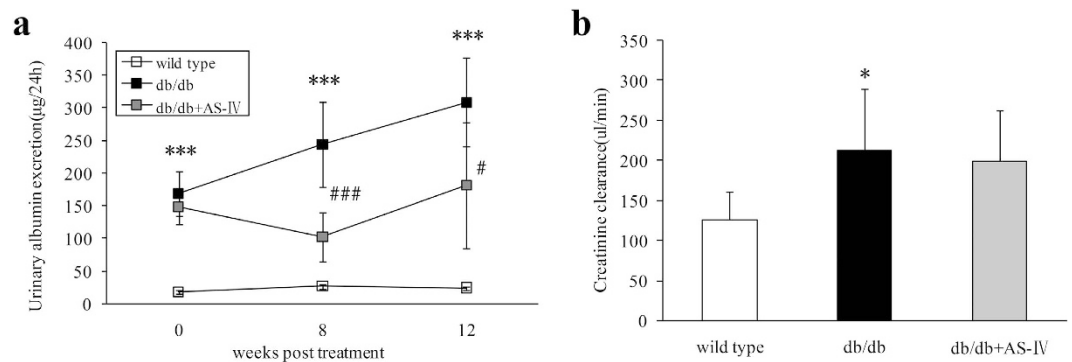 a
Urinary albumin excretion(μg/24h)
400
350
300
250
200
150
100
50
0
wild type
db/db
db/db+AS-Ⅳ
***
***
***
###
#
0
8
12
weeks post treatment
b
Creatinine clearance(ul/min)
350
300
250
200
150
100
50
0
*
wild type
db/db
db/db+AS-Ⅳ